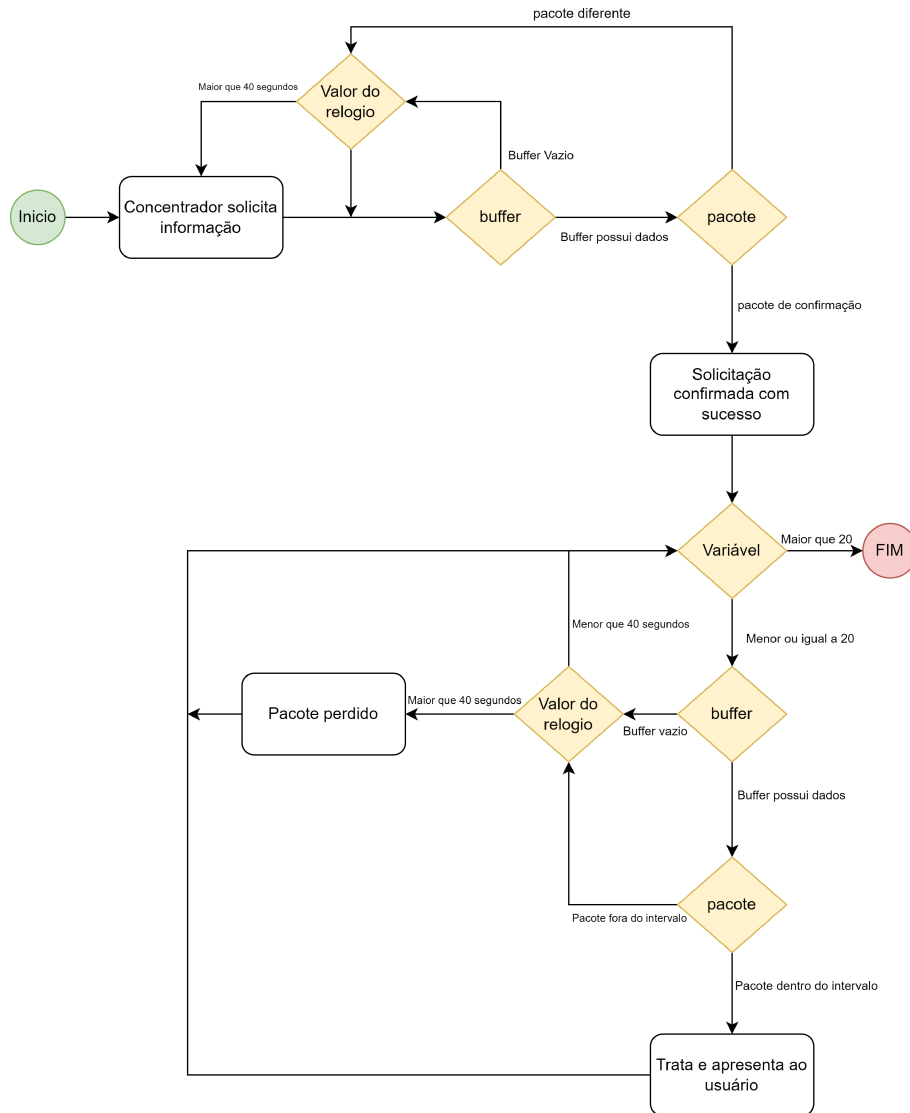 pacote diferente
Maior que 40 segundos
Valor do
relogio
Buffer Vazio
Inicio
Concentrador solicita
informação
buffer
Buffer possui dados
pacote
pacote de confirmação
Solicitação
confirmada com
sucesso
Variável
Maior que 20
FIM
Menor que 40 segundos
Menor ou igual a 20
Pacote perdido
Maior que 40 segundos
Valor do
relogio
Buffer vazio
buffer
Buffer possui dados
pacote
Pacote fora do intervalo
Pacote dentro do intervalo
Trata e apresenta ao
usuário